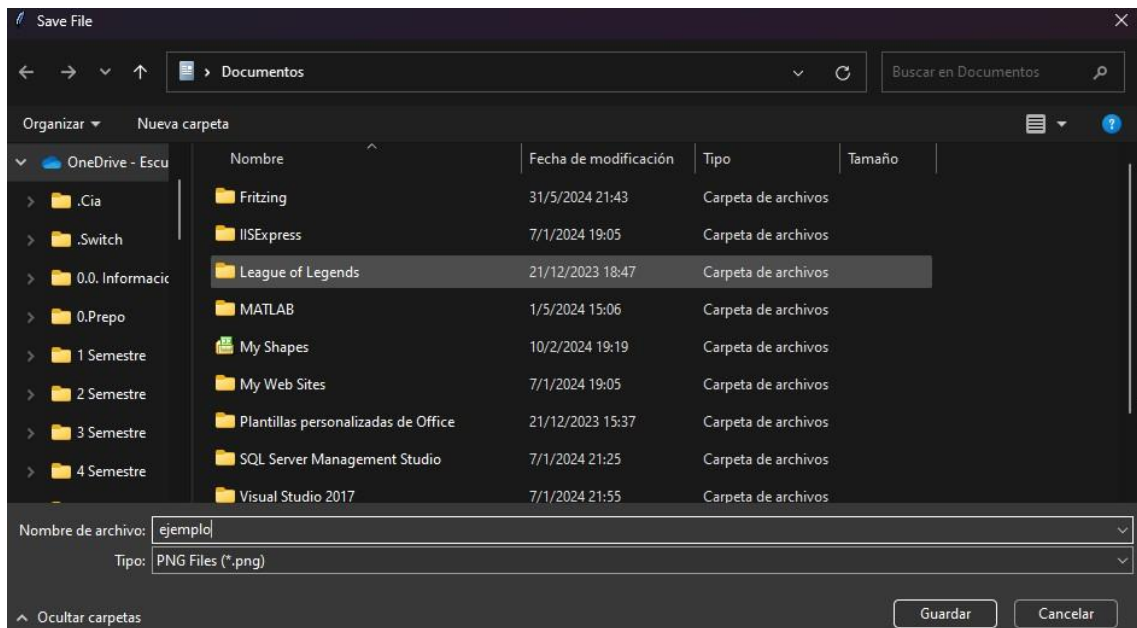 Save File
Documentos
Buscar en Documentos
Organizar
Nueva carpeta
OneDrive - Escu
.Cia
.Switch
0.0. Informacic
0.Prepo
1 Semestre
2 Semestre
3 Semestre
4 Semestre
Nombre Fecha de modificación Tipo Tamaño
Fritzing 31/5/2024 21:43 Carpeta de archivos
IISExpress 7/1/2024 19:05 Carpeta de archivos
League of Legends 21/12/2023 18:47 Carpeta de archivos
MATLAB 1/5/2024 15:06 Carpeta de archivos
My Shapes 10/2/2024 19:19 Carpeta de archivos
My Web Sites 7/1/2024 19:05 Carpeta de archivos
Plantillas personalizadas de Office 21/12/2023 15:37 Carpeta de archivos
SQL Server Management Studio 7/1/2024 21:25 Carpeta de archivos
Visual Studio 2017 7/1/2024 21:55 Carpeta de archivos
Nombre de archivo: ejemplo
Tipo: PNG Files (*.png)
Ocultar carpetas
Guardar
Cancelar